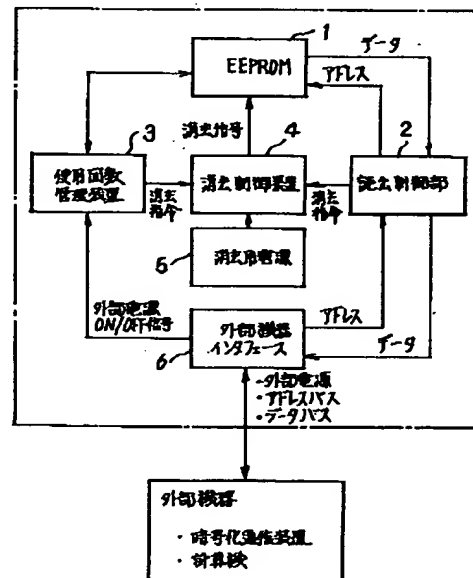 1
EEPROM
データ
アドレス
消去信号
3
使用回数
管理装置
4
消去制御装置
2
読出制御部
消去
指令
消去
指令
5
消去用電源
外部電源
ON/OFF信号
6
外部機器
インタフェース
アドレス
データ
・外部電源
・アドレスバス
・データバス
外部機器
・暗号化通信装置
・計算機